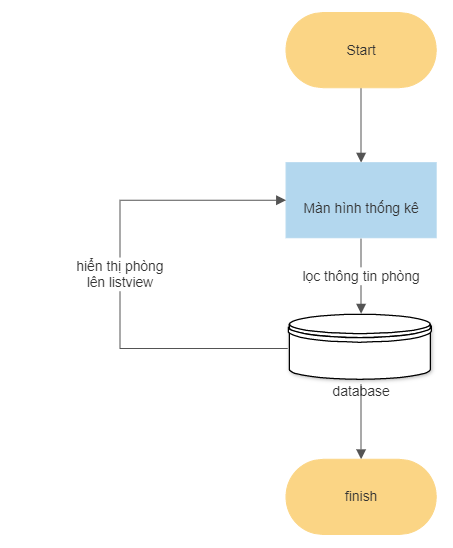 Start
Màn hình thống kê
hiển thị phòng
lên listview
lọc thông tin phòng
database
finish